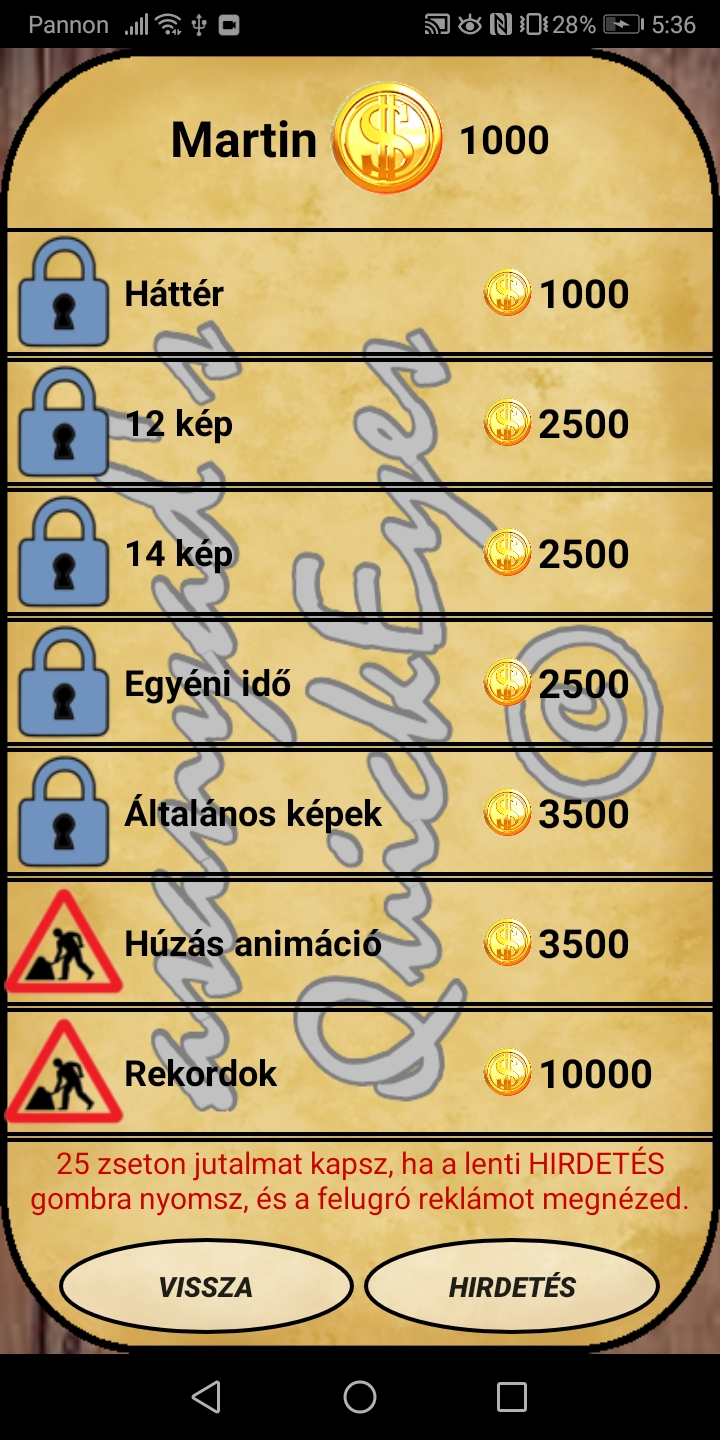 Pannon 28% 5:36
Martin 1000
Háttér 1000
12 kép 2500
14 kép 2500
Egyéni idő 2500
Általános képek 3500
Húzás animáció 3500
Rekordok 10000
25 zseton jutalmat kapsz, ha a lenti HIRDETÉS
gombra nyomsz, és a felugró reklámot megnézed.
VISSZA HIRDETÉS
QuickEyez ©